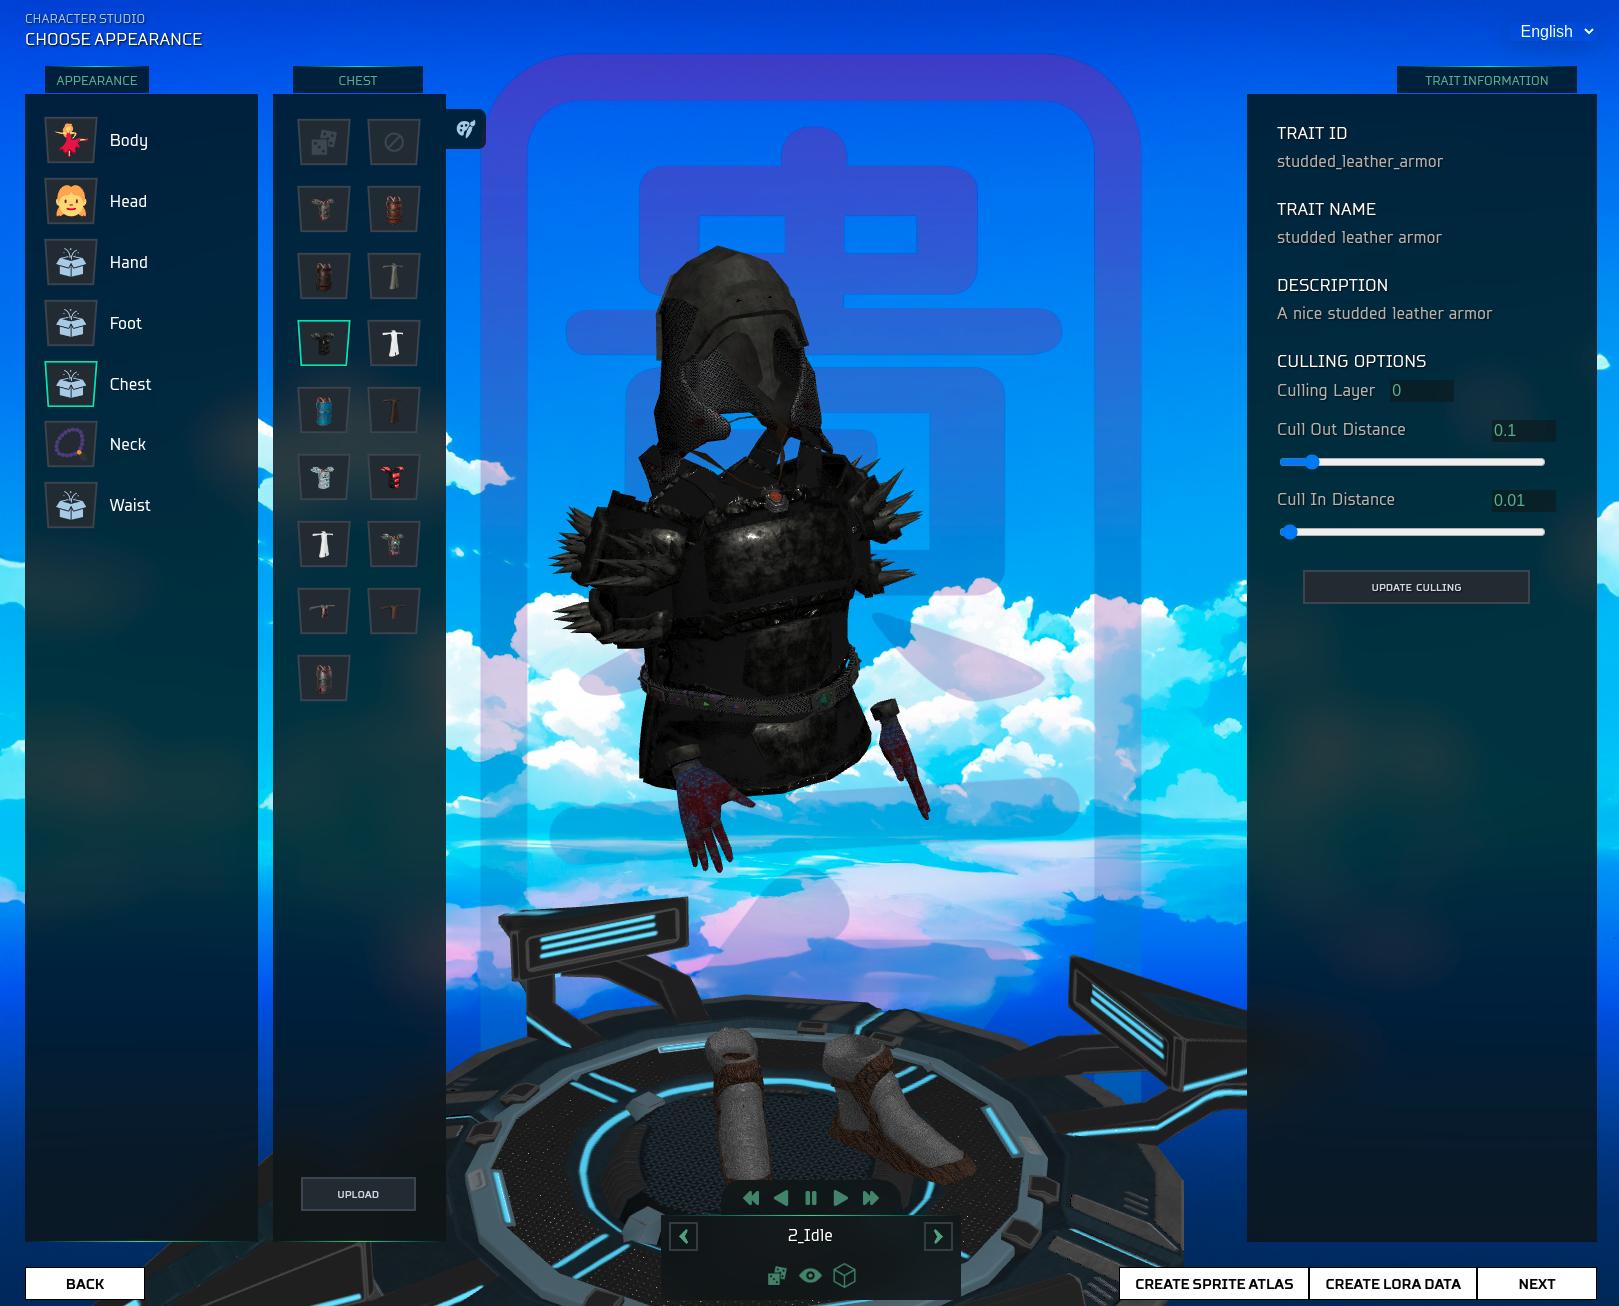 CHARACTER STUDIO
CHOOSE APPEARANCE
English
APPEARANCE
Body
Head
Hand
Foot
Chest
Neck
Waist
CHEST
UPLOAD
TRAIT INFORMATION
TRAIT ID
studded_leather_armor
TRAIT NAME
studded leather armor
DESCRIPTION
A nice studded leather armor
CULLING OPTIONS
Culling Layer 0
Cull Out Distance 0.1
Cull In Distance 0.01
UPDATE CULLING
2_Idle
BACK
CREATE SPRITE ATLAS
CREATE LORA DATA
NEXT